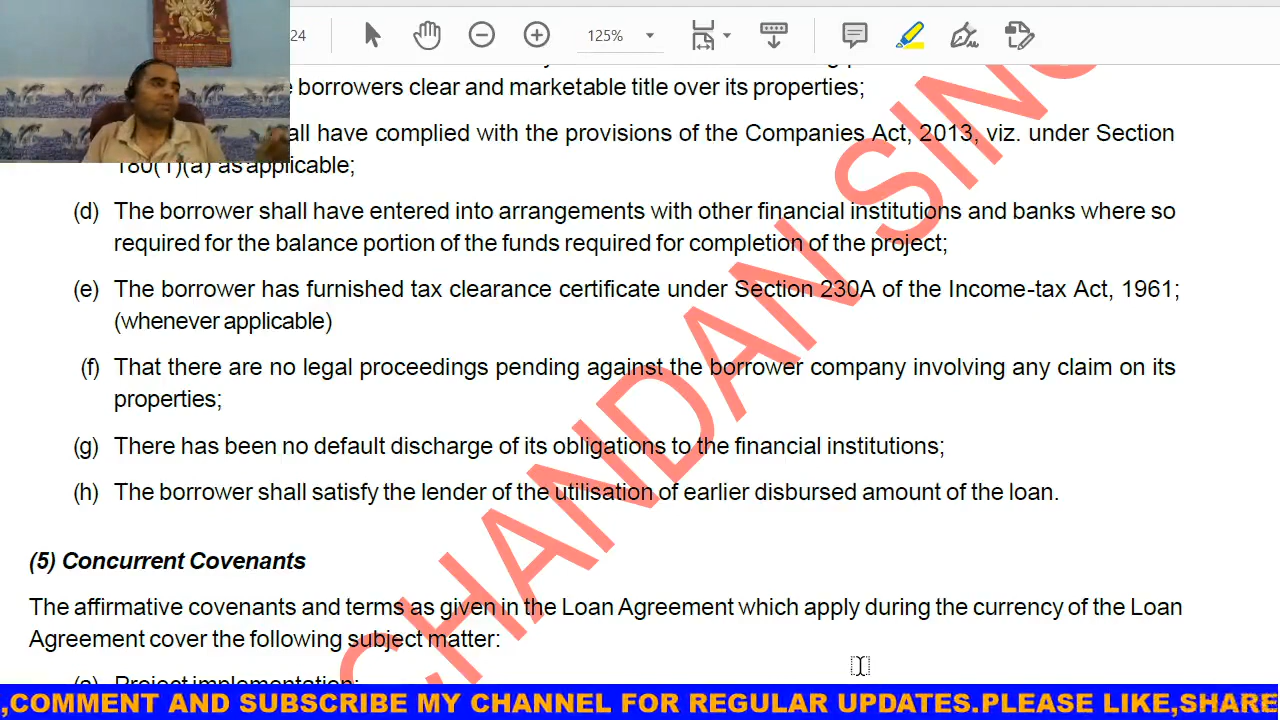 24
125%
borrowers clear and marketable title over its properties;
all have complied with the provisions of the Companies Act, 2013, viz. under Section
180(1)(a) as applicable;
(d) The borrower shall have entered into arrangements with other financial institutions and banks where so
required for the balance portion of the funds required for completion of the project;
(e) The borrower has furnished tax clearance certificate under Section 230A of the Income-tax Act, 1961;
(whenever applicable)
(f) That there are no legal proceedings pending against the borrower company involving any claim on its
properties;
(g) There has been no default discharge of its obligations to the financial institutions;
(h) The borrower shall satisfy the lender of the utilisation of earlier disbursed amount of the loan.
(5) Concurrent Covenants
The affirmative covenants and terms as given in the Loan Agreement which apply during the currency of the Loan
Agreement cover the following subject matter:
(a) Project implementation;
CHANDAN SING
,COMMENT AND SUBSCRIBE MY CHANNEL FOR REGULAR UPDATES.PLEASE LIKE,SHARE